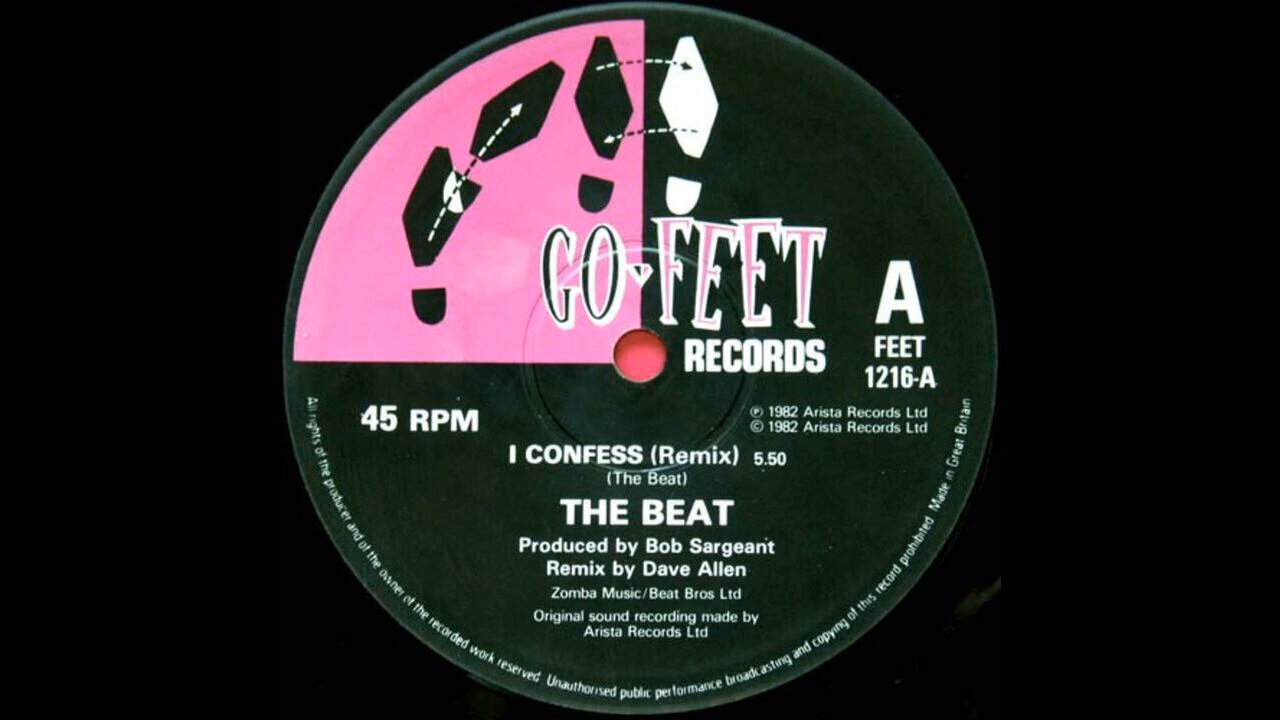 GO FEET
RECORDS
A
FEET
1216-A
45 RPM
℗ 1982 Arista Records Ltd
© 1982 Arista Records Ltd
I CONFESS (Remix) 5.50
(The Beat)
THE BEAT
Produced by Bob Sargeant
Remix by Dave Allen
Zomba Music/Beat Bros Ltd
Original sound recording made by
Arista Records Ltd
All rights of the producer and of the owner of the recorded work reserved. Unauthorised public performance broadcasting and copying of this record prohibited. Made in Great Britain